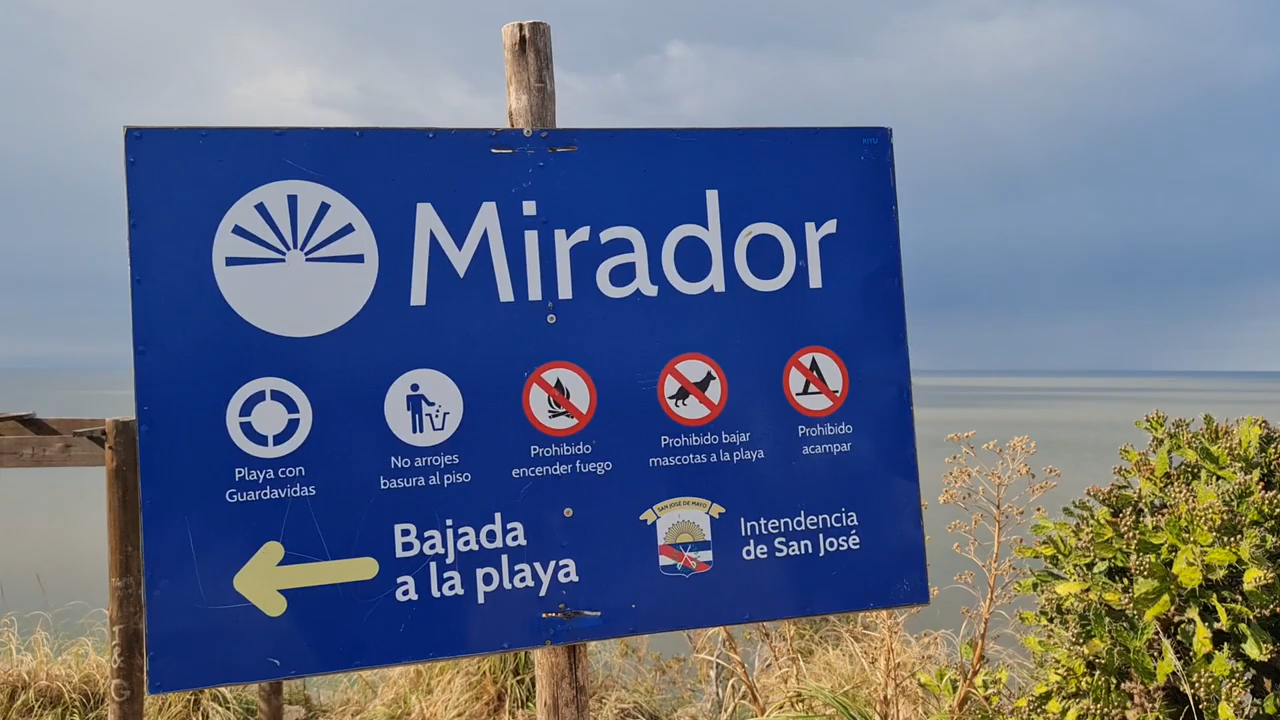 KIYU
Mirador
Playa con
Guardavidas
No arrojes
basura al piso
Prohibido
encender fuego
Prohibido bajar
mascotas a la playa
Prohibido
acampar
Bajada
a la playa
SAN JOSÉ DE MAYO
Intendencia
de San José